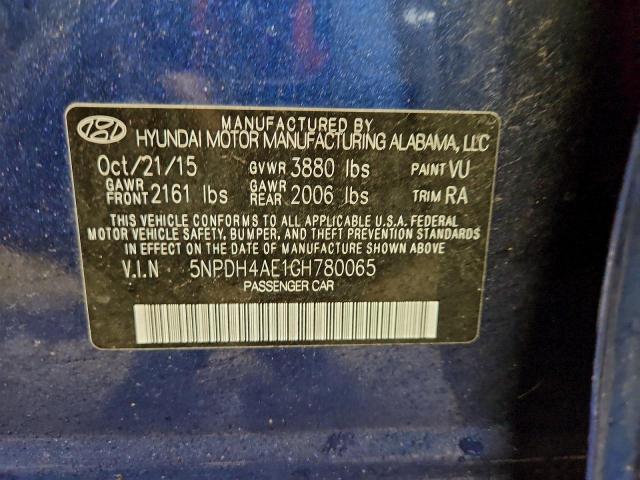 MANUFACTURED BY
HYUNDAI MOTOR MANUFACTURING ALABAMA, LLC
Oct/21/15 GVWR 3880 lbs PAINT VU
GAWR FRONT 2161 lbs GAWR REAR 2006 lbs TRIM RA
THIS VEHICLE CONFORMS TO ALL APPLICABLE U.S.A. FEDERAL
MOTOR VEHICLE SAFETY, BUMPER, AND THEFT PREVENTION STANDARDS
IN EFFECT ON THE DATE OF MANUFACTURE SHOWN ABOVE
V.I.N 5NPDH4AE1GH780065
PASSENGER CAR